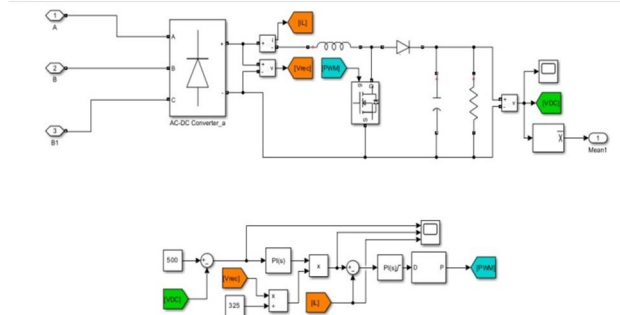 1
A
2
B
3
B1
A
B
C
+
-
AC-DC Converter_a
[IL]
[Vrec]
[PWM]
g
D
S
+
-
i
+
-
v
+
-
v
[VDC]
1
Mean1
500
PI(s)
x
PI(s)
D
P
[PWM]
[Vrec]
[VDC]
325
x
÷
[IL]